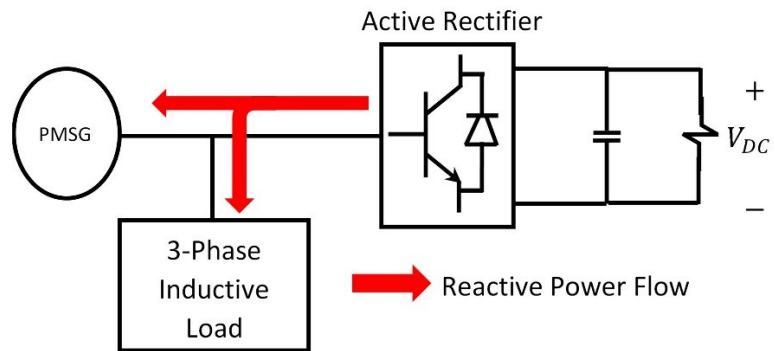 Active Rectifier
PMSG
+
V_DC
−
3-Phase
Inductive
Load
Reactive Power Flow